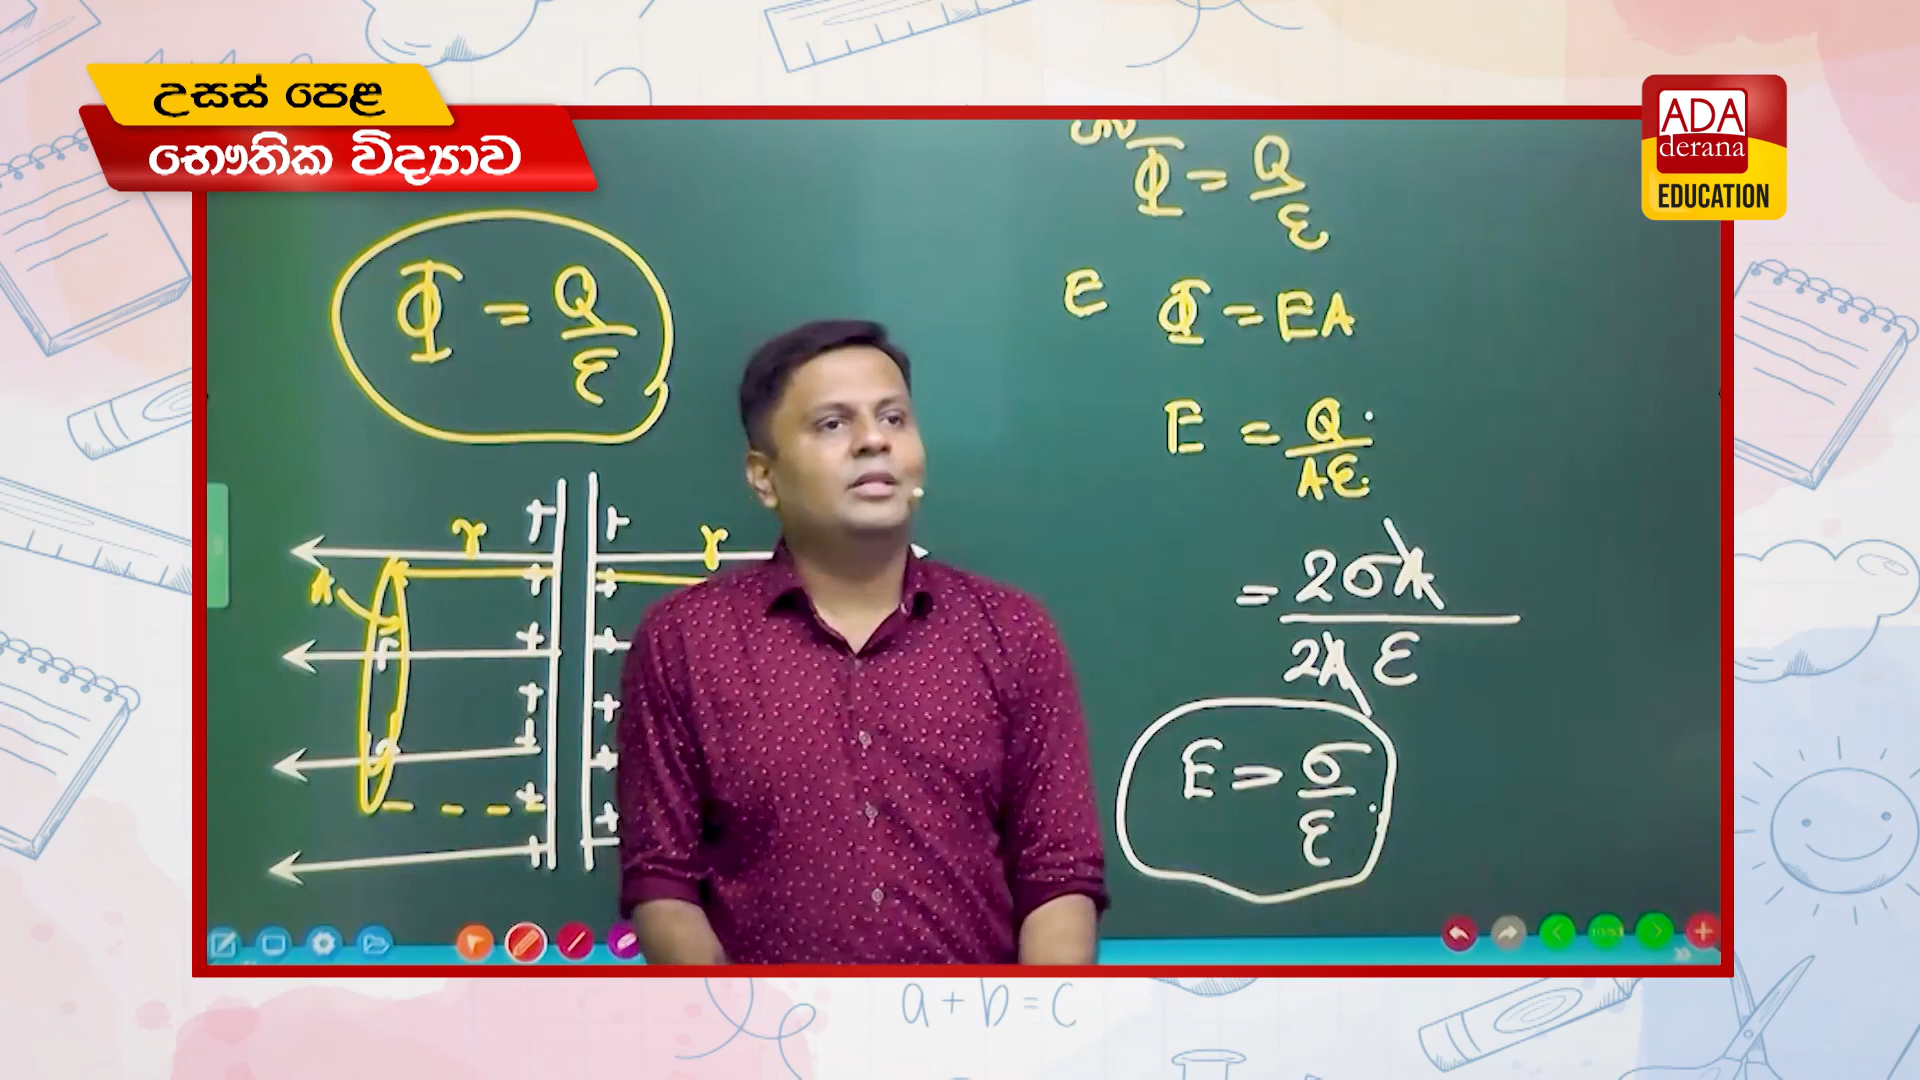 උසස් පෙළ
භෞතික විද්‍යාව
ADA
derana
EDUCATION
Φ = Q/ε
Φ = Q/ε
E Φ = EA
E = Q/Aε
= 2σA/2Aε
E = σ/ε
r r
A
+ +
+ +
+ +
+ +
+ +
+ +
+
a + b = c